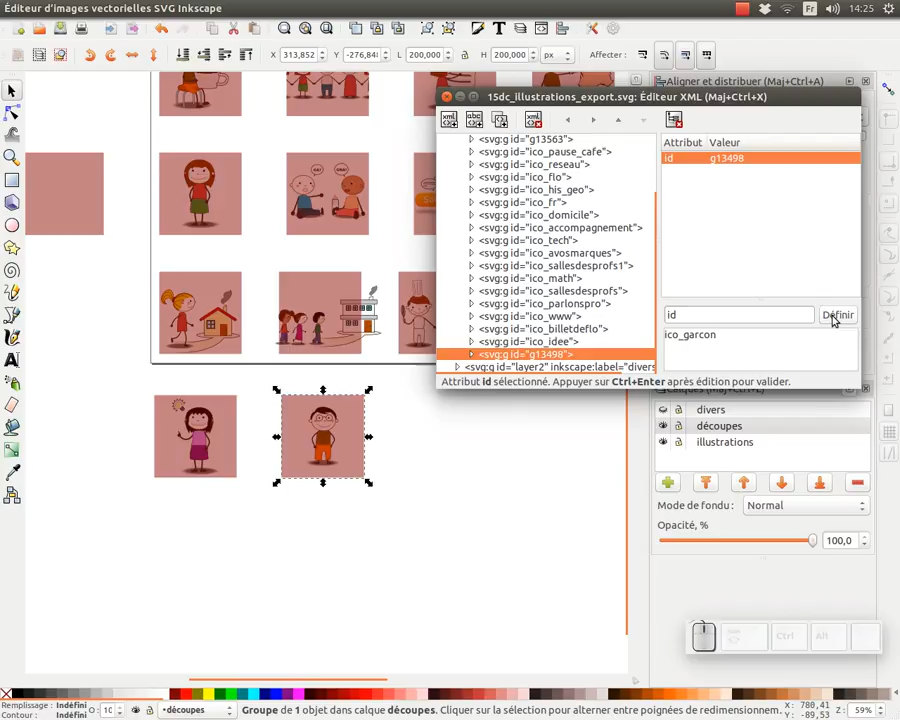 Éditeur d'images vectorielles SVG Inkscape
Fr
14:25
X 313,852
Y -276,848
L 200,000
H 200,000
px
Affecter :
Aligner et distribuer (Maj+Ctrl+A)
15dc_illustrations_export.svg: Éditeur XML (Maj+Ctrl+X)
<svg:g id="g13563">
<svg:g id="ico_pause_cafe">
<svg:g id="ico_reseau">
<svg:g id="ico_flo">
<svg:g id="ico_his_geo">
<svg:g id="ico_fr">
<svg:g id="ico_domicile">
<svg:g id="ico_accompagnement">
<svg:g id="ico_tech">
<svg:g id="ico_avosmarques">
<svg:g id="ico_sallesdesprofs1">
<svg:g id="ico_math">
<svg:g id="ico_sallesdesprofs">
<svg:g id="ico_parlonspro">
<svg:g id="ico_www">
<svg:g id="ico_billetdeflo">
<svg:g id="ico_idee">
<svg:g id="g13498">
<svg:g id="layer2" inkscape:label="divers
Attribut Valeur
id g13498
id
Définir
ico_garcon
Attribut id sélectionné. Appuyer sur Ctrl+Enter après édition pour valider.
divers
découpes
illustrations
Mode de fondu : Normal
Opacité, %
100,0
Ctrl
Alt
Remplissage : Indéfini
Contour : Indéfini
O:
•découpes
Groupe de 1 objet dans calque découpes. Cliquer sur la sélection pour alterner entre poignées de redimensionnement.
X: 780,41
Y: -89,53
Z: 59%